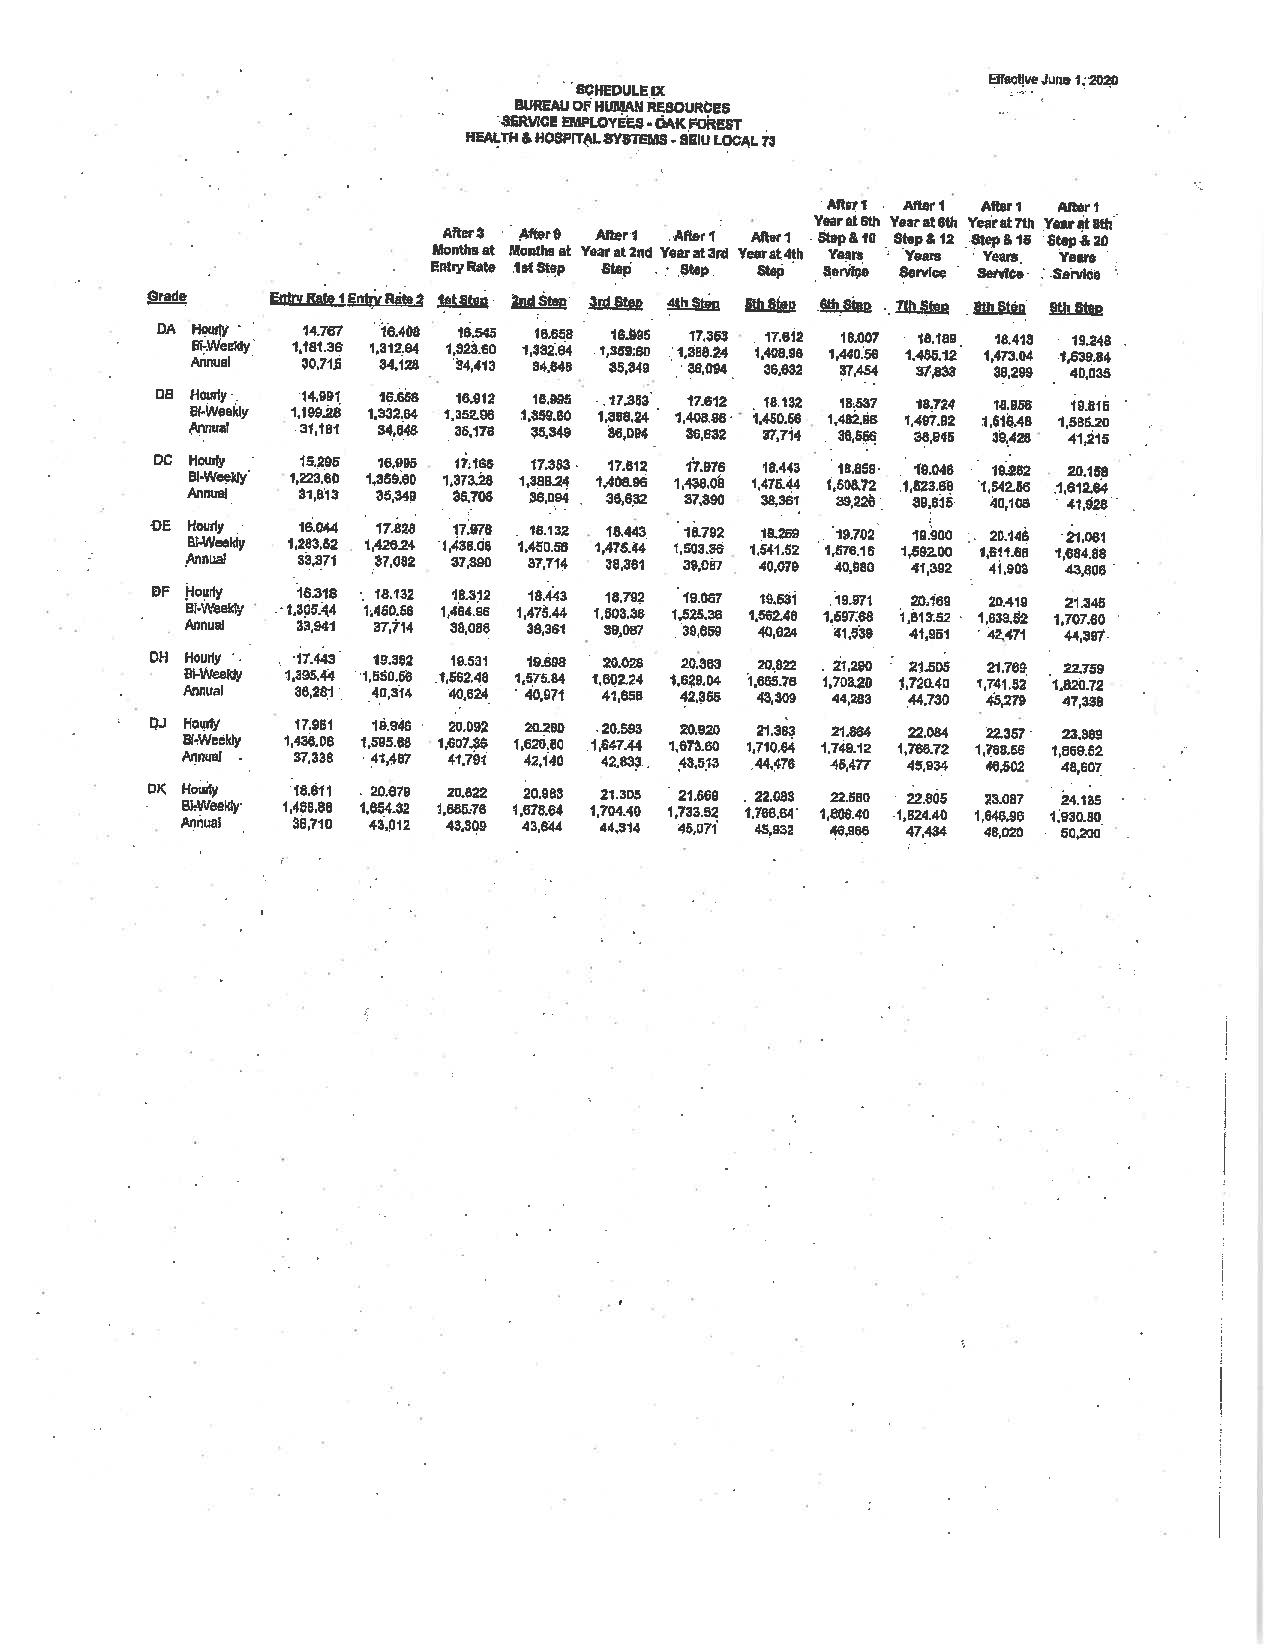 Effective June 1, 2020
SCHEDULE IX
BUREAU OF HUMAN RESOURCES
SERVICE EMPLOYEES - OAK FOREST
HEALTH & HOSPITAL SYSTEMS - SEIU LOCAL 73
After 1 After 1 After 1 After 1
Year at 5th Year at 6th Year at 7th Year at 8th
After 3 After 9 After 1 After 1 After 1 Step & 10 Step & 12 Step & 15 Step & 20
Months at Months at Year at 2nd Year at 3rd Year at 4th Years Years Years Years
Entry Rate 1st Step Step Step Step Service Service Service Service
Grade Entry Rate 1 Entry Rate 2 1st Step 2nd Step 3rd Step 4th Step 5th Step 6th Step 7th Step 8th Step 9th Step
DA Hourly 14.767 16.408 16.545 16.658 16.995 17.353 17.612 18.007 18.189 18.413 19.248
Bi-Weekly 1,181.36 1,312.64 1,323.60 1,332.64 1,359.60 1,388.24 1,408.96 1,440.56 1,455.12 1,473.04 1,539.84
Annual 30,715 34,128 34,413 34,648 35,349 36,094 36,632 37,454 37,833 38,299 40,035
DB Hourly 14.991 16.658 16.912 16.995 17.353 17.612 18.132 18.537 18.724 18.956 19.815
Bi-Weekly 1,199.28 1,332.64 1,352.96 1,359.60 1,388.24 1,408.96 1,450.56 1,482.96 1,497.92 1,516.48 1,585.20
Annual 31,181 34,648 35,176 35,349 36,094 36,632 37,714 38,556 38,945 39,428 41,215
DC Hourly 15.295 16.995 17.166 17.353 17.612 17.976 18.443 18.859 19.046 19.282 20.158
Bi-Weekly 1,223.60 1,359.60 1,373.28 1,388.24 1,408.96 1,438.08 1,475.44 1,508.72 1,523.68 1,542.56 1,612.64
Annual 31,813 35,349 35,705 36,094 36,632 37,390 38,361 39,226 39,615 40,106 41,928
DE Hourly 16.044 17.828 17.976 18.132 18.443 18.792 19.269 19.702 19.900 20.146 21.061
Bi-Weekly 1,283.52 1,426.24 1,438.08 1,450.56 1,475.44 1,503.36 1,541.52 1,576.16 1,592.00 1,611.68 1,684.88
Annual 33,371 37,082 37,390 37,714 38,361 39,087 40,079 40,980 41,392 41,903 43,806
DF Hourly 16.318 18.132 18.312 18.443 18.792 19.067 19.531 19.971 20.169 20.419 21.345
Bi-Weekly 1,305.44 1,450.56 1,464.96 1,475.44 1,503.36 1,525.36 1,562.48 1,597.68 1,613.52 1,633.52 1,707.60
Annual 33,941 37,714 38,088 38,361 39,087 39,659 40,624 41,539 41,951 42,471 44,397
DH Hourly 17.443 19.382 19.531 19.698 20.028 20.363 20.822 21.290 21.505 21.769 22.759
Bi-Weekly 1,395.44 1,550.56 1,562.48 1,575.84 1,602.24 1,629.04 1,665.76 1,703.20 1,720.40 1,741.52 1,820.72
Annual 36,281 40,314 40,624 40,971 41,658 42,355 43,309 44,283 44,730 45,279 47,338
DJ Hourly 17.951 19.946 20.092 20.260 20.593 20.920 21.383 21.864 22.084 22.357 23.369
Bi-Weekly 1,436.08 1,595.68 1,607.36 1,620.80 1,647.44 1,673.60 1,710.64 1,749.12 1,766.72 1,788.56 1,869.52
Annual 37,338 41,487 41,791 42,140 42,833 43,513 44,476 45,477 45,934 46,502 48,607
DK Hourly 18.611 20.679 20.822 20.983 21.305 21.669 22.083 22.580 22.805 23.087 24.135
Bi-Weekly 1,488.88 1,654.32 1,665.76 1,678.64 1,704.40 1,733.52 1,766.64 1,806.40 1,824.40 1,846.96 1,930.80
Annual 38,710 43,012 43,309 43,644 44,314 45,071 45,932 46,966 47,434 48,020 50,200